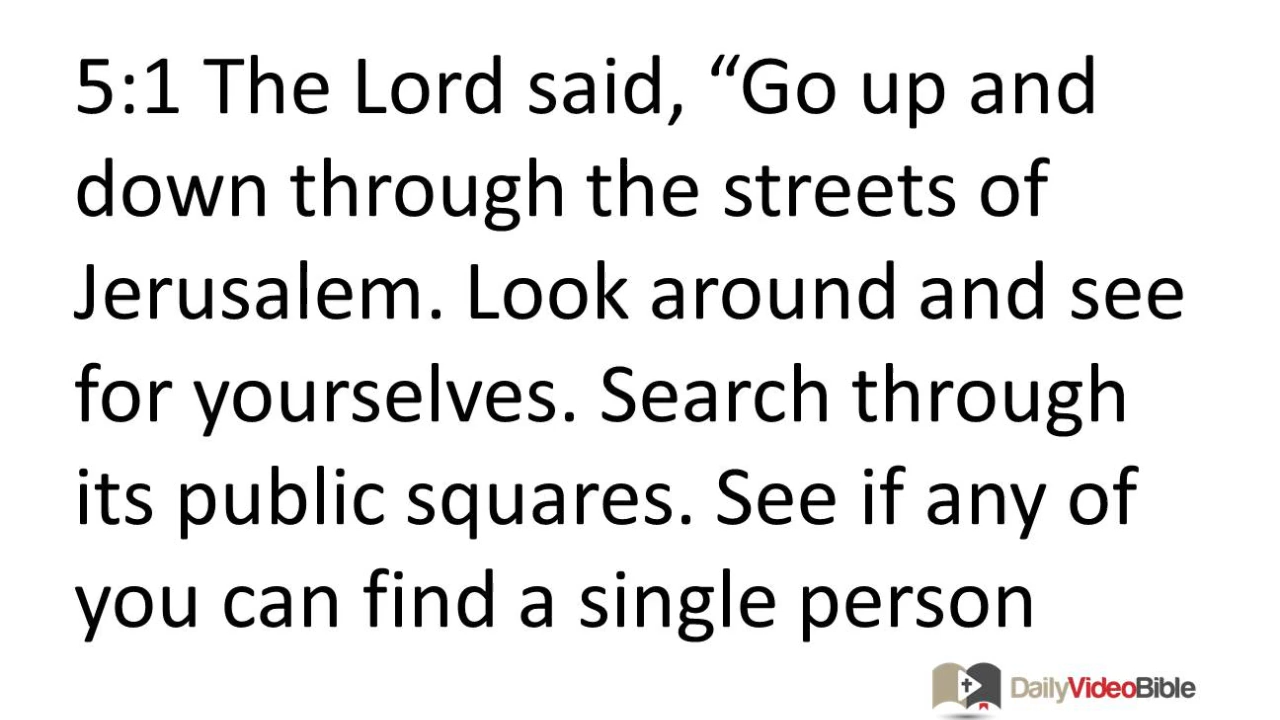 5:1 The Lord said, “Go up and
down through the streets of
Jerusalem. Look around and see
for yourselves. Search through
its public squares. See if any of
you can find a single person
DailyVideoBible